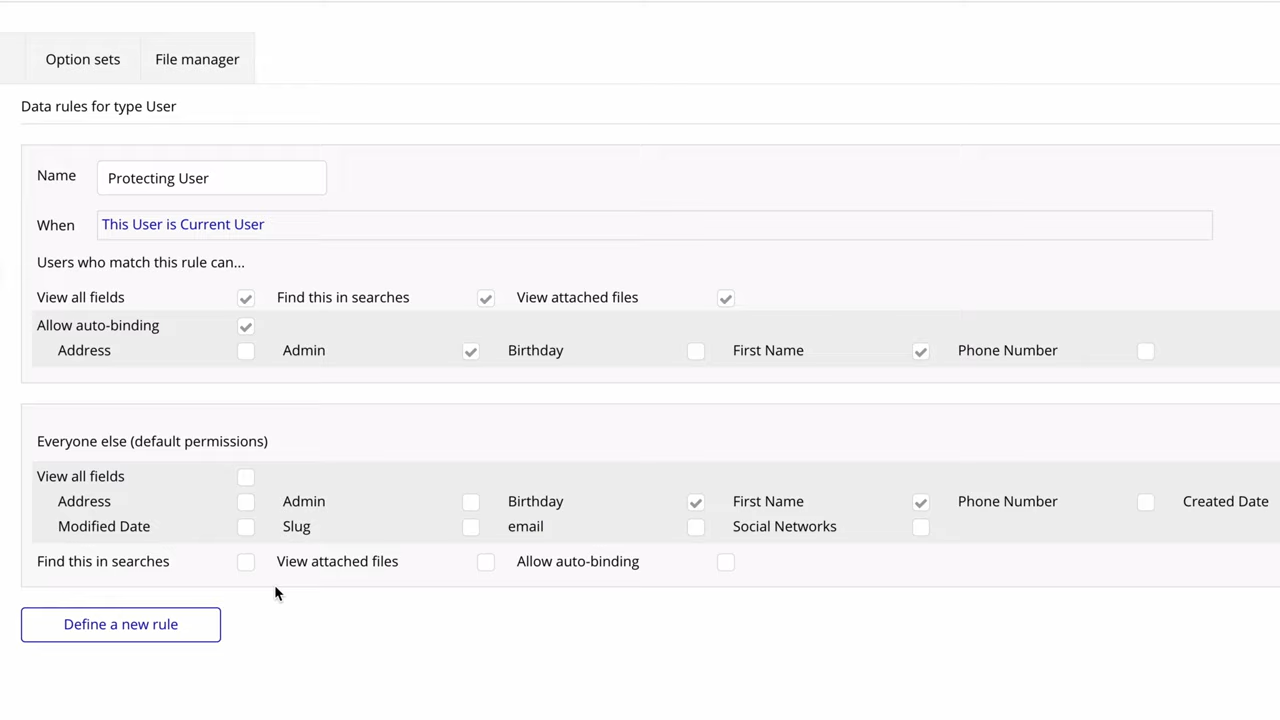 Option sets File manager
Data rules for type User
Name Protecting User
When This User is Current User
Users who match this rule can...
View all fields Find this in searches View attached files
Allow auto-binding
Address Admin Birthday First Name Phone Number
Everyone else (default permissions)
View all fields
Address Admin Birthday First Name Phone Number Created Date
Modified Date Slug email Social Networks
Find this in searches View attached files Allow auto-binding
Define a new rule